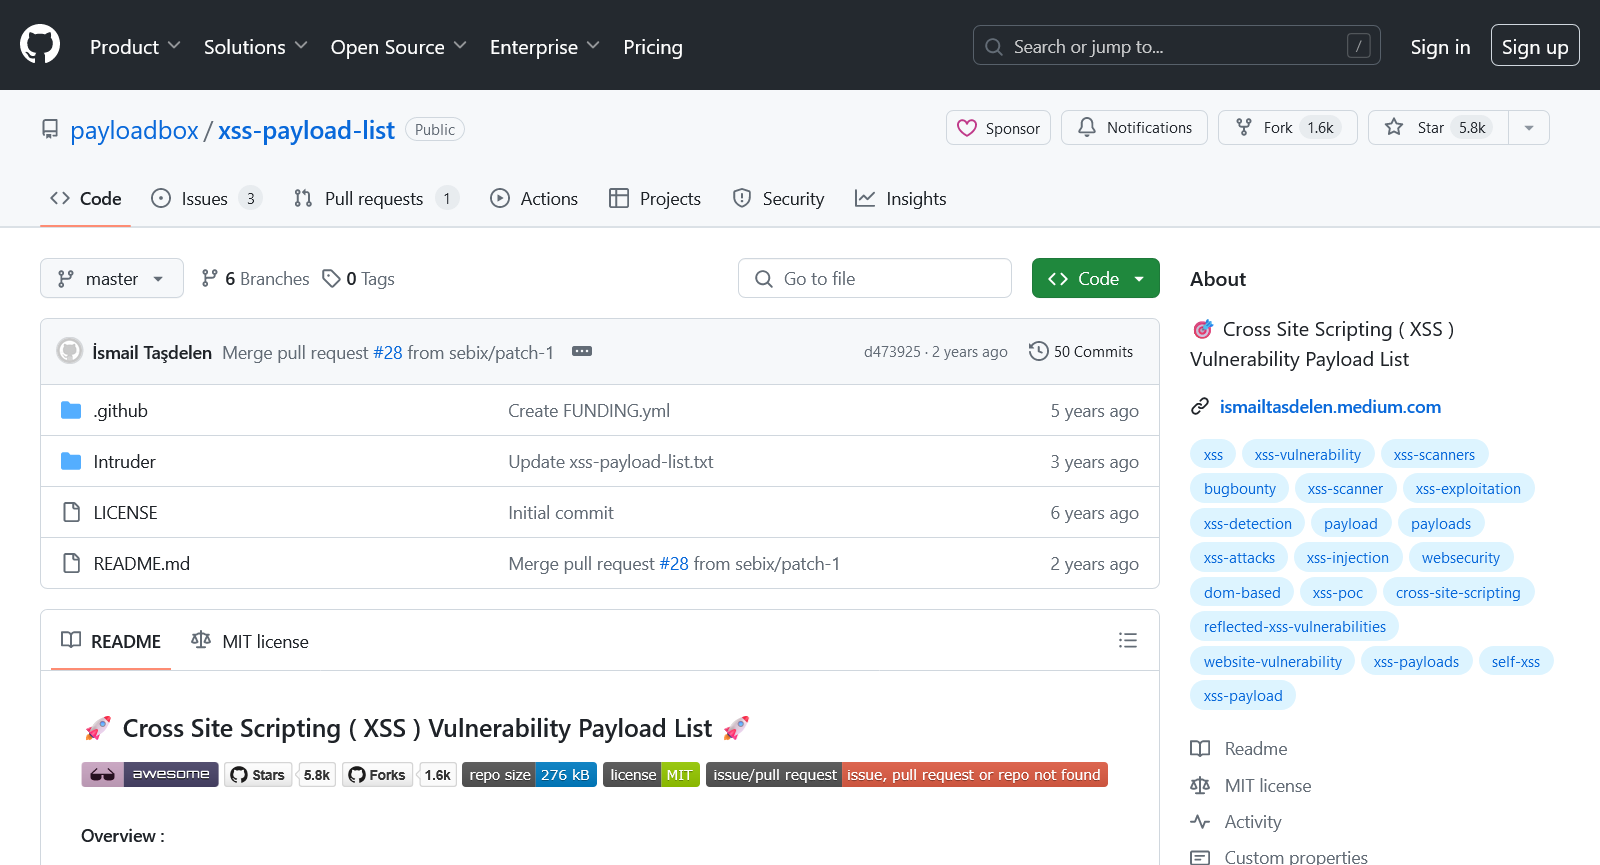 Product Solutions Open Source Enterprise Pricing Search or jump to... / Sign in Sign up
payloadbox / xss-payload-list Public Sponsor Notifications Fork 1.6k Star 5.8k
Code Issues 3 Pull requests 1 Actions Projects Security Insights
master 6 Branches 0 Tags Go to file Code
İsmail Taşdelen Merge pull request #28 from sebix/patch-1 d473925 · 2 years ago 50 Commits
.github Create FUNDING.yml 5 years ago
Intruder Update xss-payload-list.txt 3 years ago
LICENSE Initial commit 6 years ago
README.md Merge pull request #28 from sebix/patch-1 2 years ago
README MIT license
Cross Site Scripting ( XSS ) Vulnerability Payload List
awesome Stars 5.8k Forks 1.6k repo size 276 kB license MIT issue/pull request issue, pull request or repo not found
Overview :
About
Cross Site Scripting ( XSS )
Vulnerability Payload List
ismailtasdelen.medium.com
xss xss-vulnerability xss-scanners
bugbounty xss-scanner xss-exploitation
xss-detection payload payloads
xss-attacks xss-injection websecurity
dom-based xss-poc cross-site-scripting
reflected-xss-vulnerabilities
website-vulnerability xss-payloads self-xss
xss-payload
Readme
MIT license
Activity
Custom properties